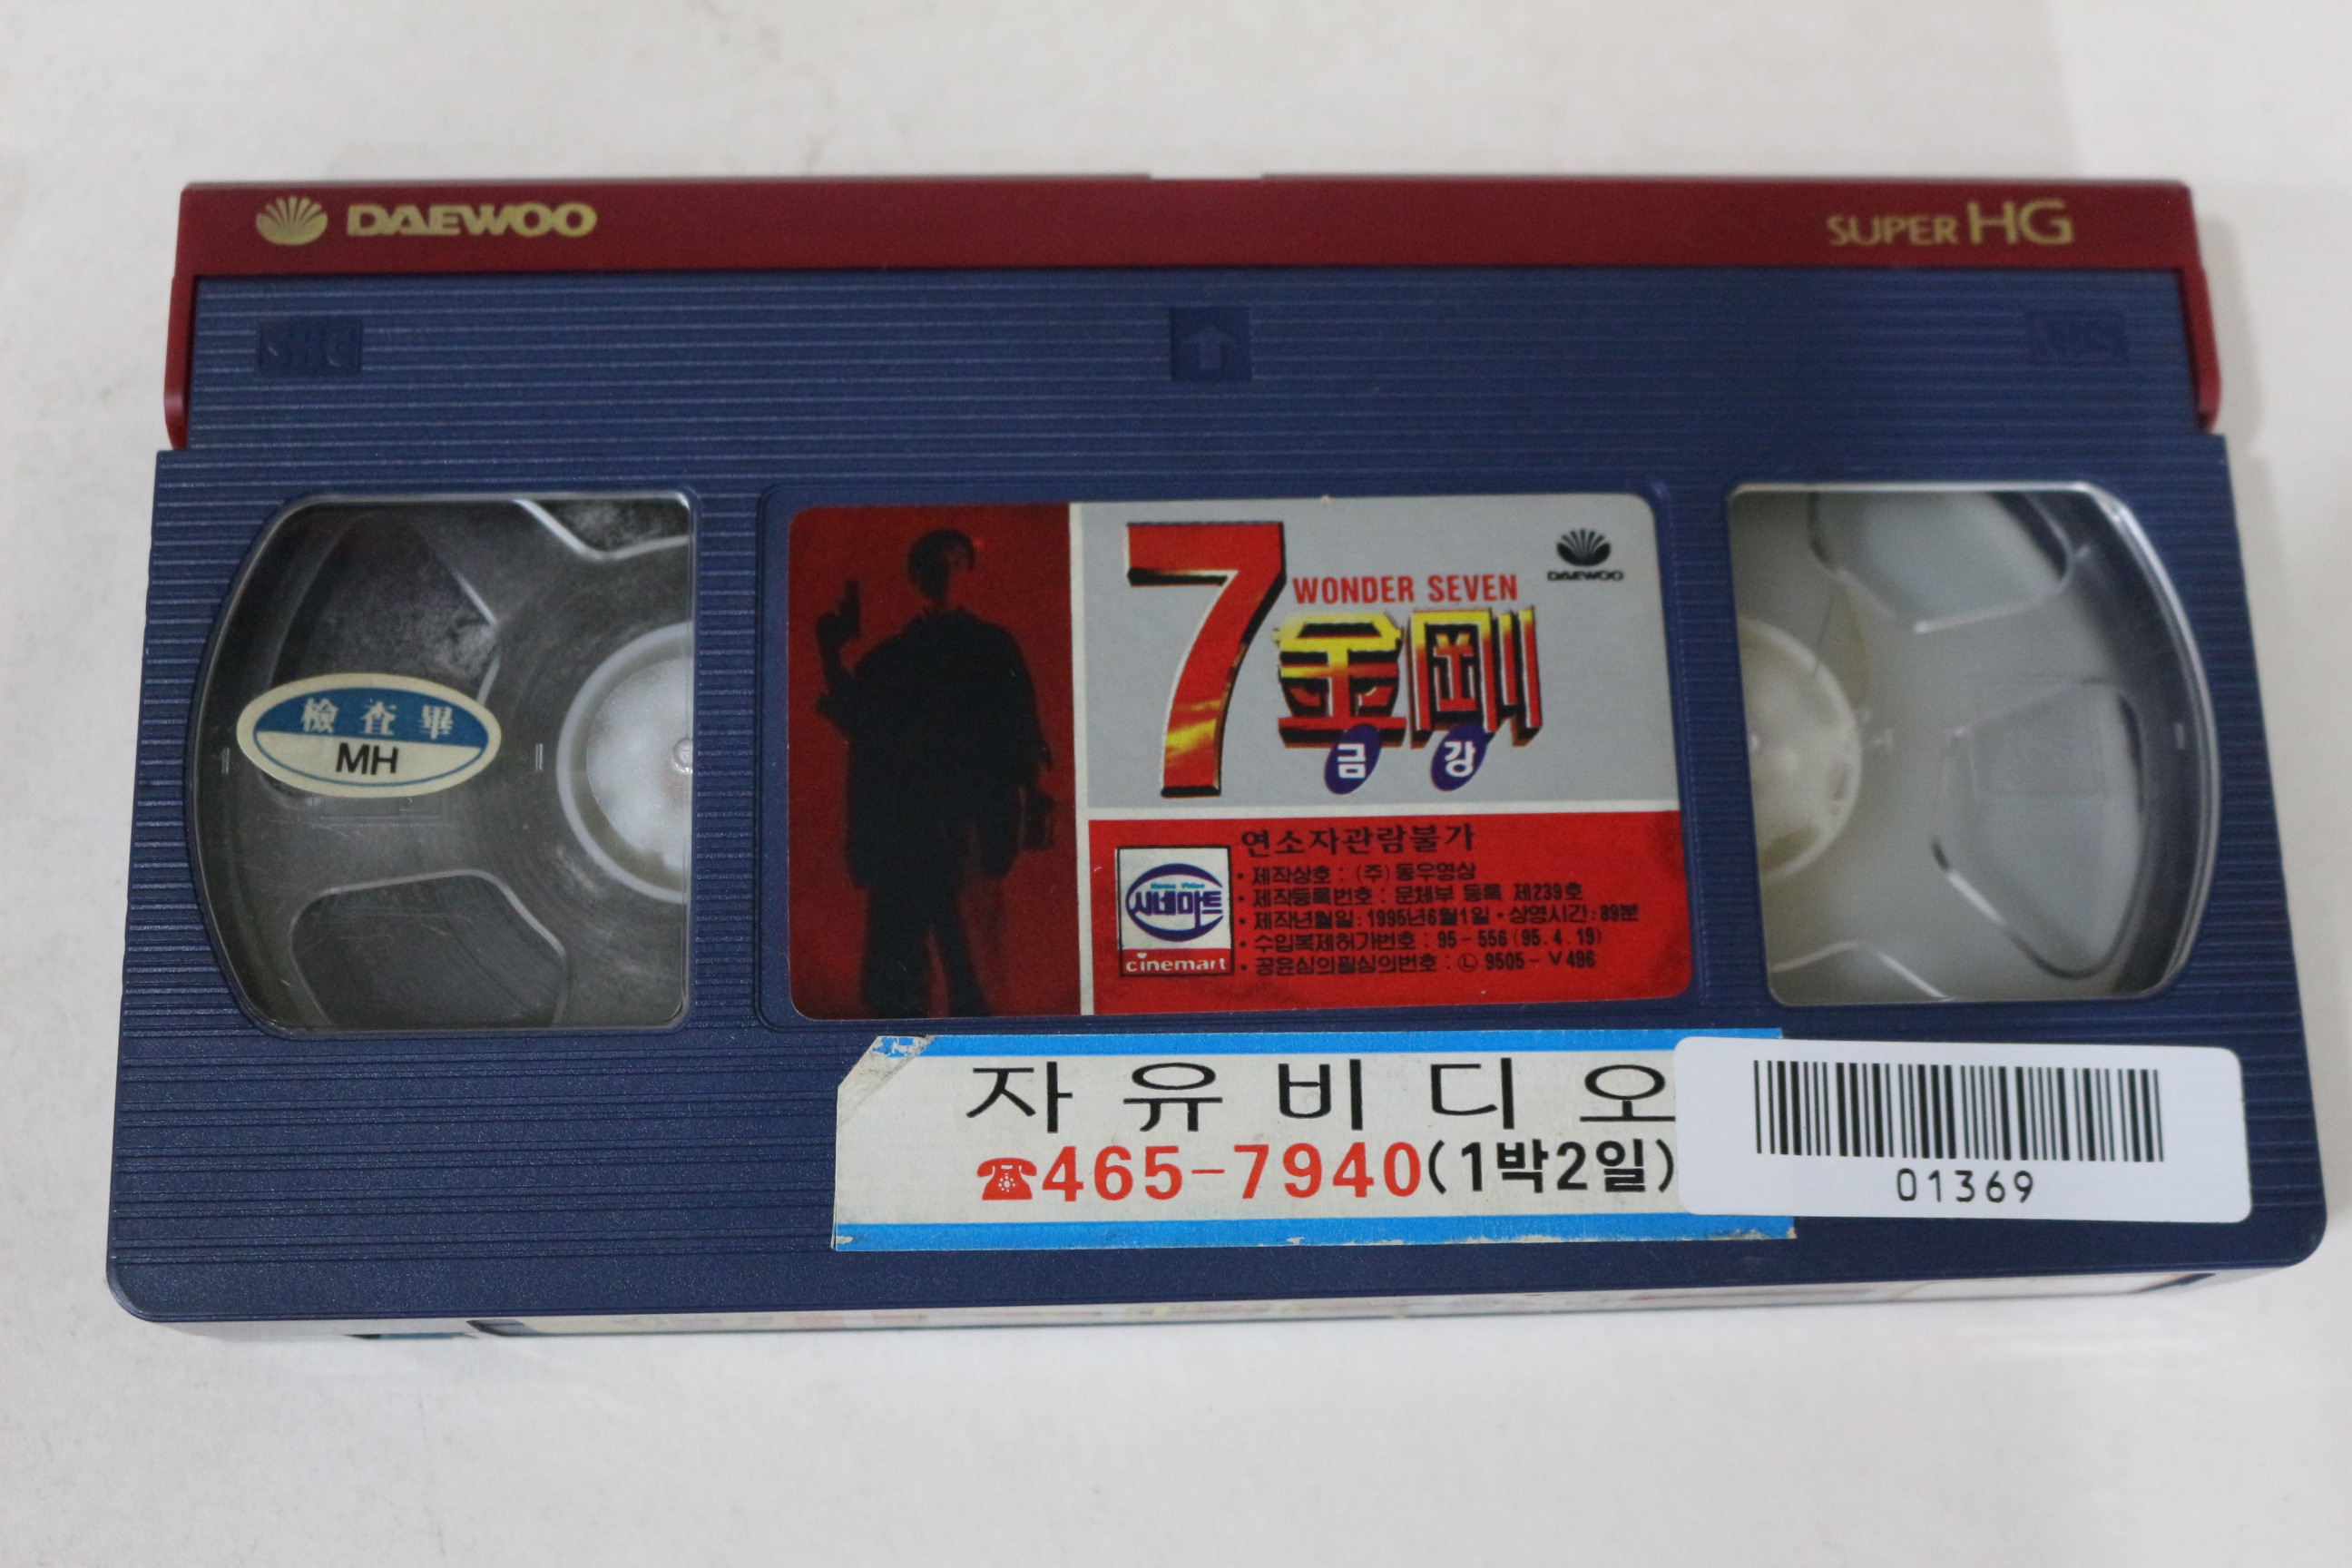 DAEWOO
SUPER HG
VHS
檢査畢
MH
7
WONDER SEVEN
金剛
금 강
DAEWOO
연소자관람불가
Home Video
시네마트
cinemart
• 제작상호 : (주) 동우영상
• 제작등록번호 : 문체부 등록 제239호
• 제작년월일 : 1995년6월1일 • 상영시간 : 89분
• 수입복제허가번호 : 95-556 (95.4.19)
• 공윤심의필심의번호 : Ⓛ 9505-V496
자유비디오
☎465-7940(1박2일)
01369